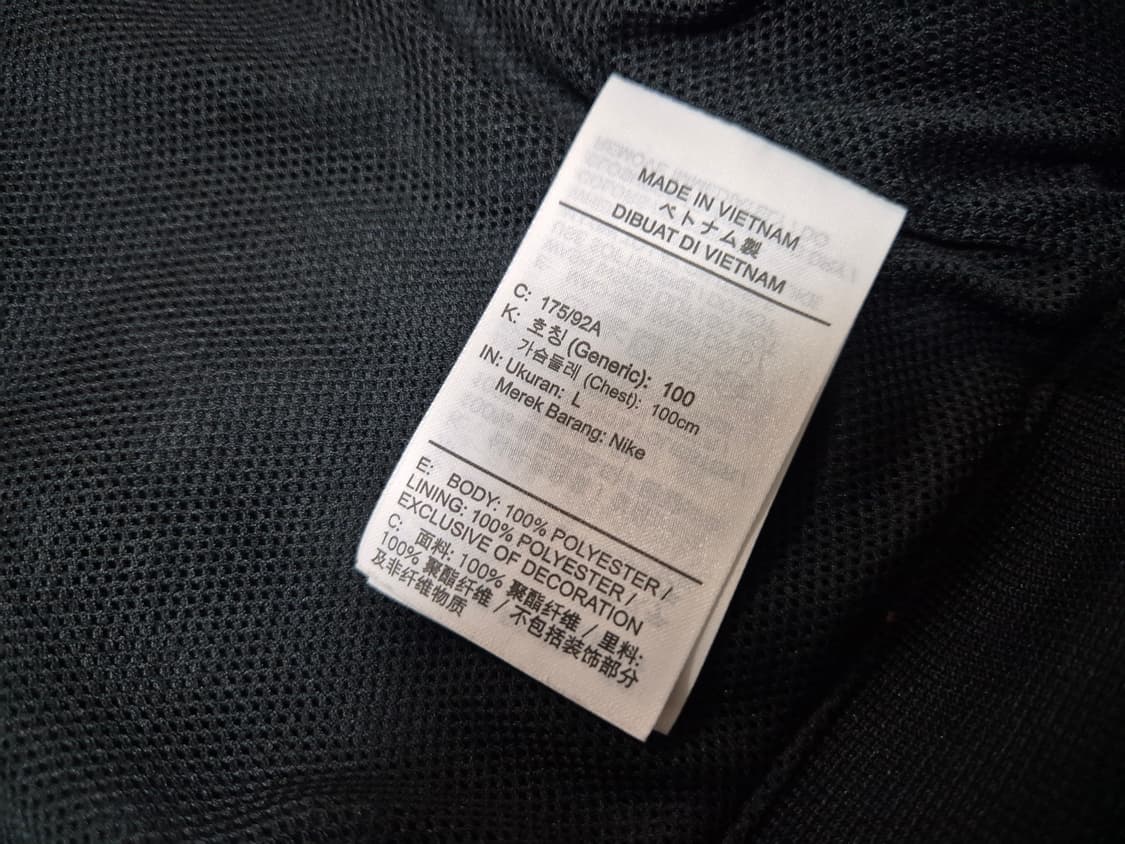 MADE IN VIETNAM
ベトナム製
DIBUAT DI VIETNAM
C: 175/92A
K: 호칭 (Generic): 100
가슴둘레 (Chest): 100cm
IN: Ukuran: L
Merek Barang: Nike
E: BODY: 100% POLYESTER /
LINING: 100% POLYESTER /
EXCLUSIVE OF DECORATION
C: 面料: 100% 聚酯纤维 / 里料:
100% 聚酯纤维 / 不包括装饰部分
及非纤维物质